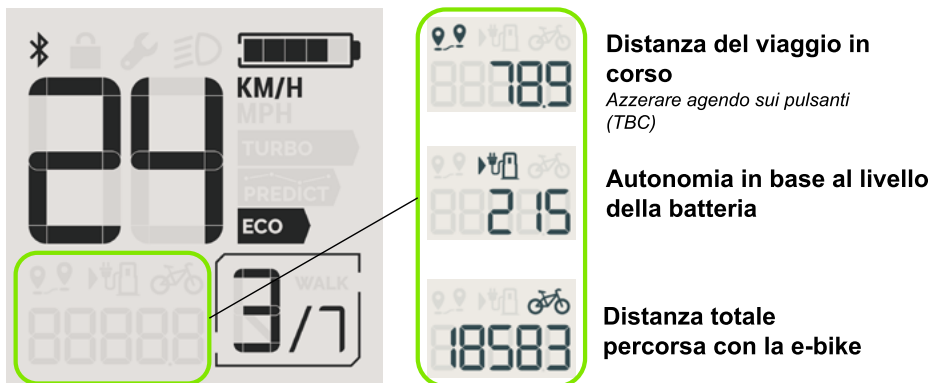 24
KM/H
MPH
TURBO
PREDICT
ECO
WALK
3/7
78.9
Distanza del viaggio in
corso
Azzerare agendo sui pulsanti
(TBC)
215
Autonomia in base al livello
della batteria
18583
Distanza totale
percorsa con la e-bike